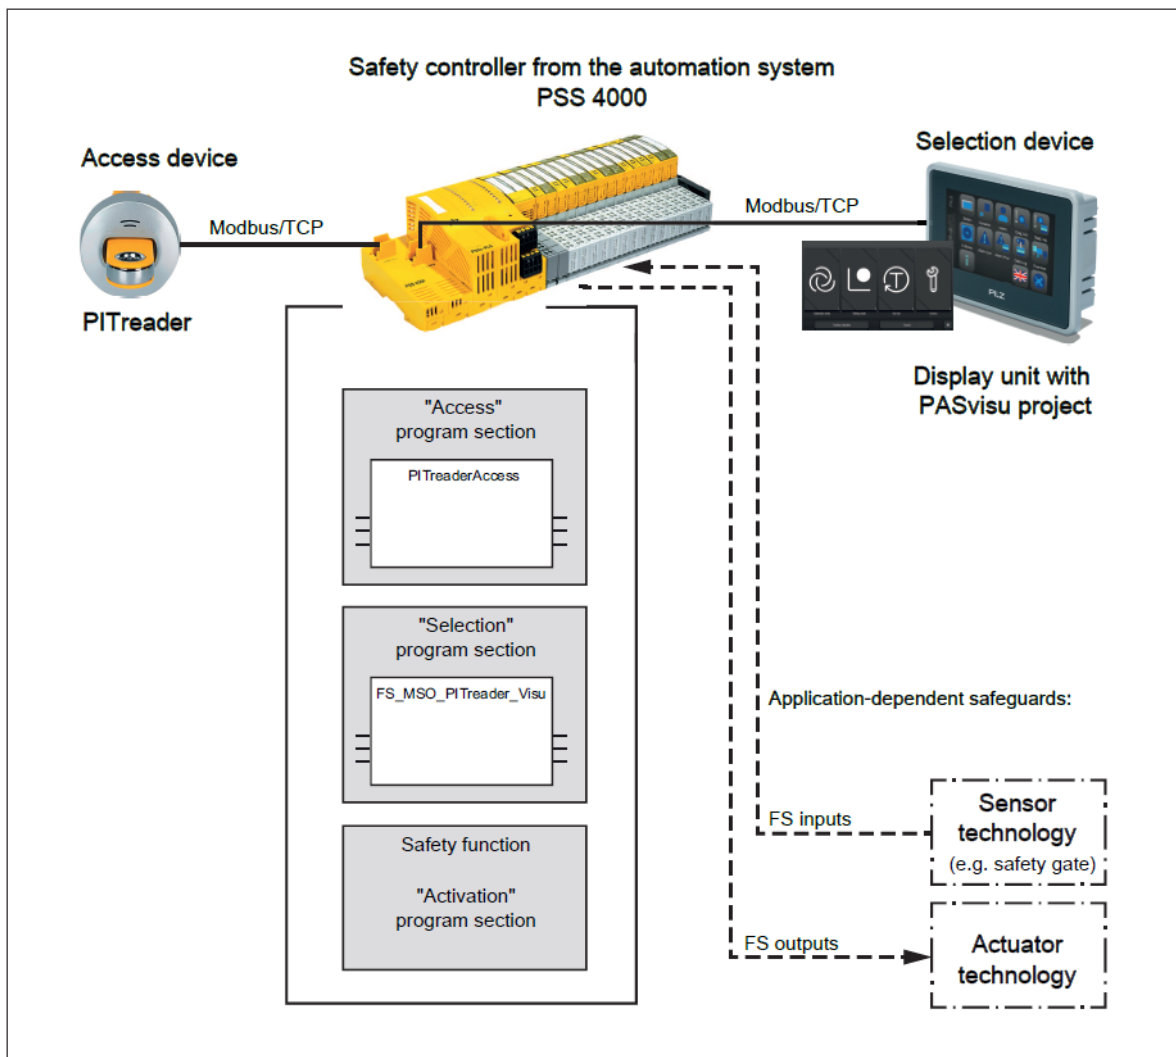 Safety controller from the automation system
PSS 4000
Access device
Selection device
Modbus/TCP
Modbus/TCP
PITreader
PLZ
Display unit with
PASvisu project
"Access"
program section
PITreaderAccess
"Selection"
program section
FS_MSO_PITreader_Visu
Application-dependent safeguards:
Safety function
"Activation"
program section
FS inputs
Sensor
technology
(e.g. safety gate)
FS outputs
Actuator
technology